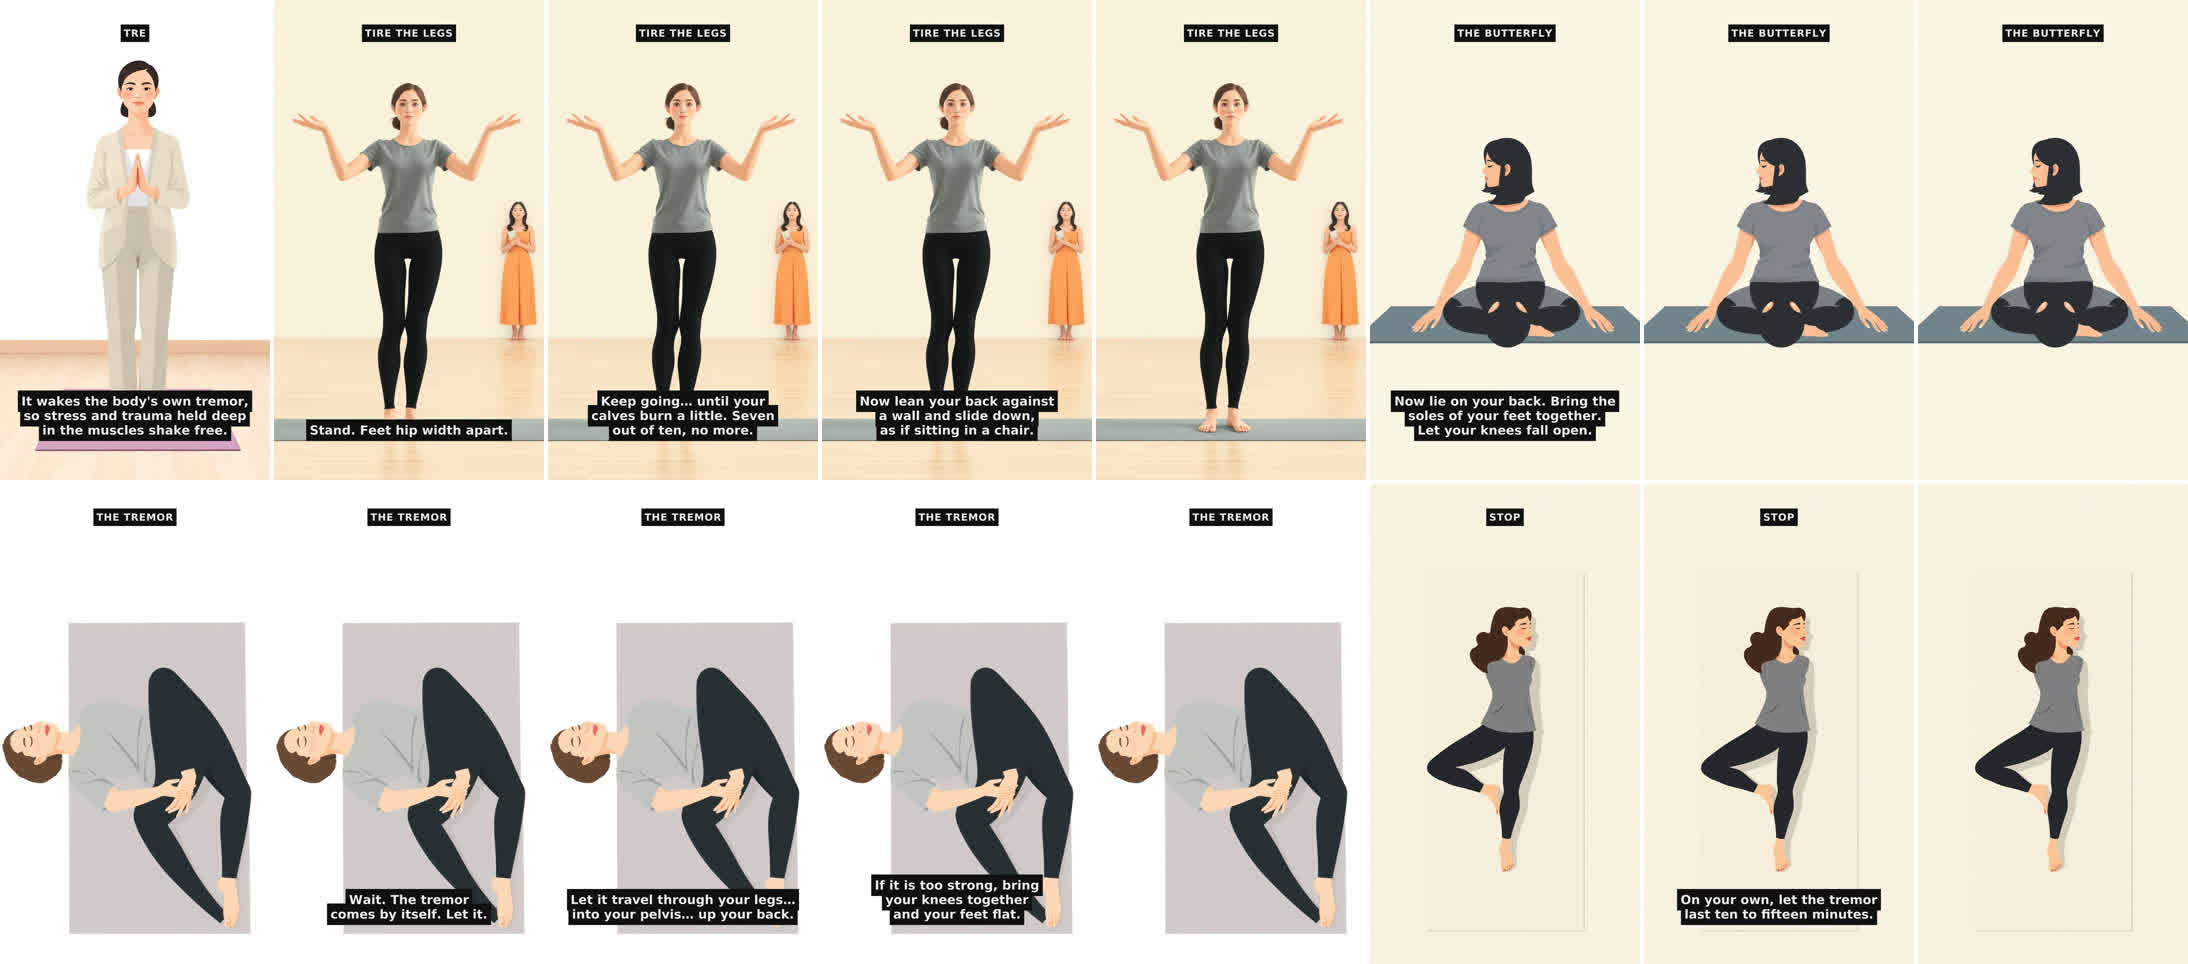 TRE
It wakes the body's own tremor,
so stress and trauma held deep
in the muscles shake free.
TIRE THE LEGS
Stand. Feet hip width apart.
TIRE THE LEGS
Keep going... until your
calves burn a little. Seven
out of ten, no more.
TIRE THE LEGS
Now lean your back against
a wall and slide down,
as if sitting in a chair.
TIRE THE LEGS
THE BUTTERFLY
Now lie on your back. Bring the
soles of your feet together.
Let your knees fall open.
THE BUTTERFLY
THE BUTTERFLY
THE TREMOR
THE TREMOR
Wait. The tremor
comes by itself. Let it.
THE TREMOR
Let it travel through your legs...
into your pelvis... up your back.
THE TREMOR
If it is too strong, bring
your knees together
and your feet flat.
THE TREMOR
STOP
STOP
On your own, let the tremor
last ten to fifteen minutes.